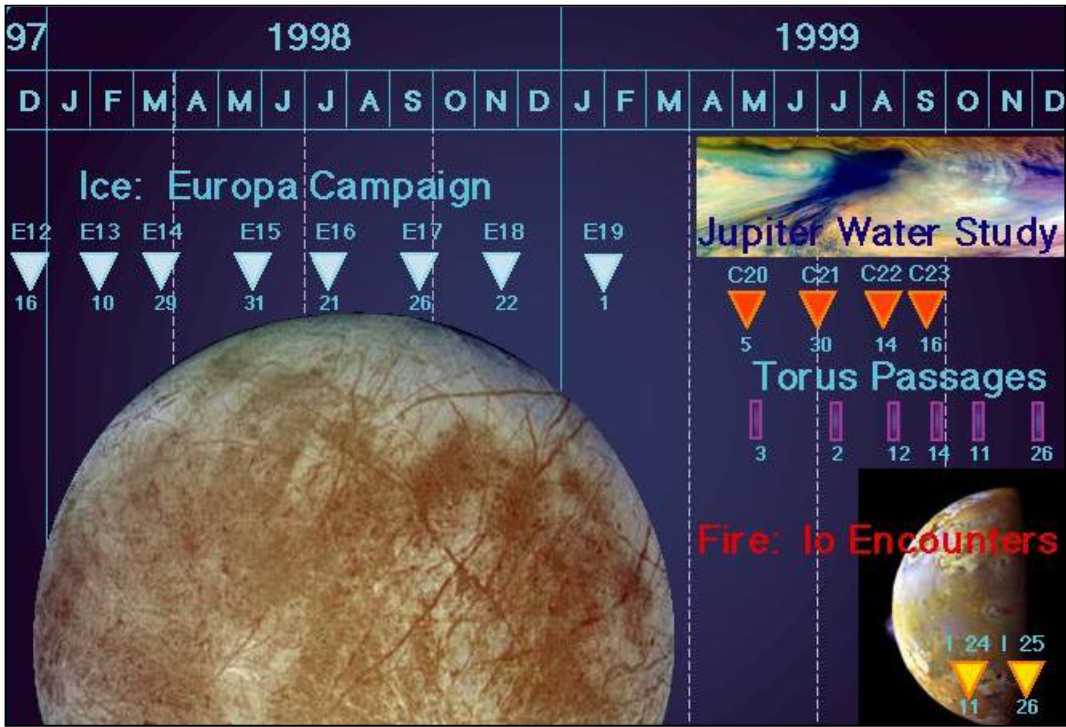 97 1998 1999
D J F M A M J J A S O N D J F M A M J J A S O N D
Ice: Europa Campaign
E12 E13 E14 E15 E16 E17 E18 E19
16 10 29 31 21 26 22 1
Jupiter Water Study
C20 C21 C22 C23
5 30 14 16
Torus Passages
3 2 12 14 11 26
Fire: Io Encounters
I 24 I 25
11 26